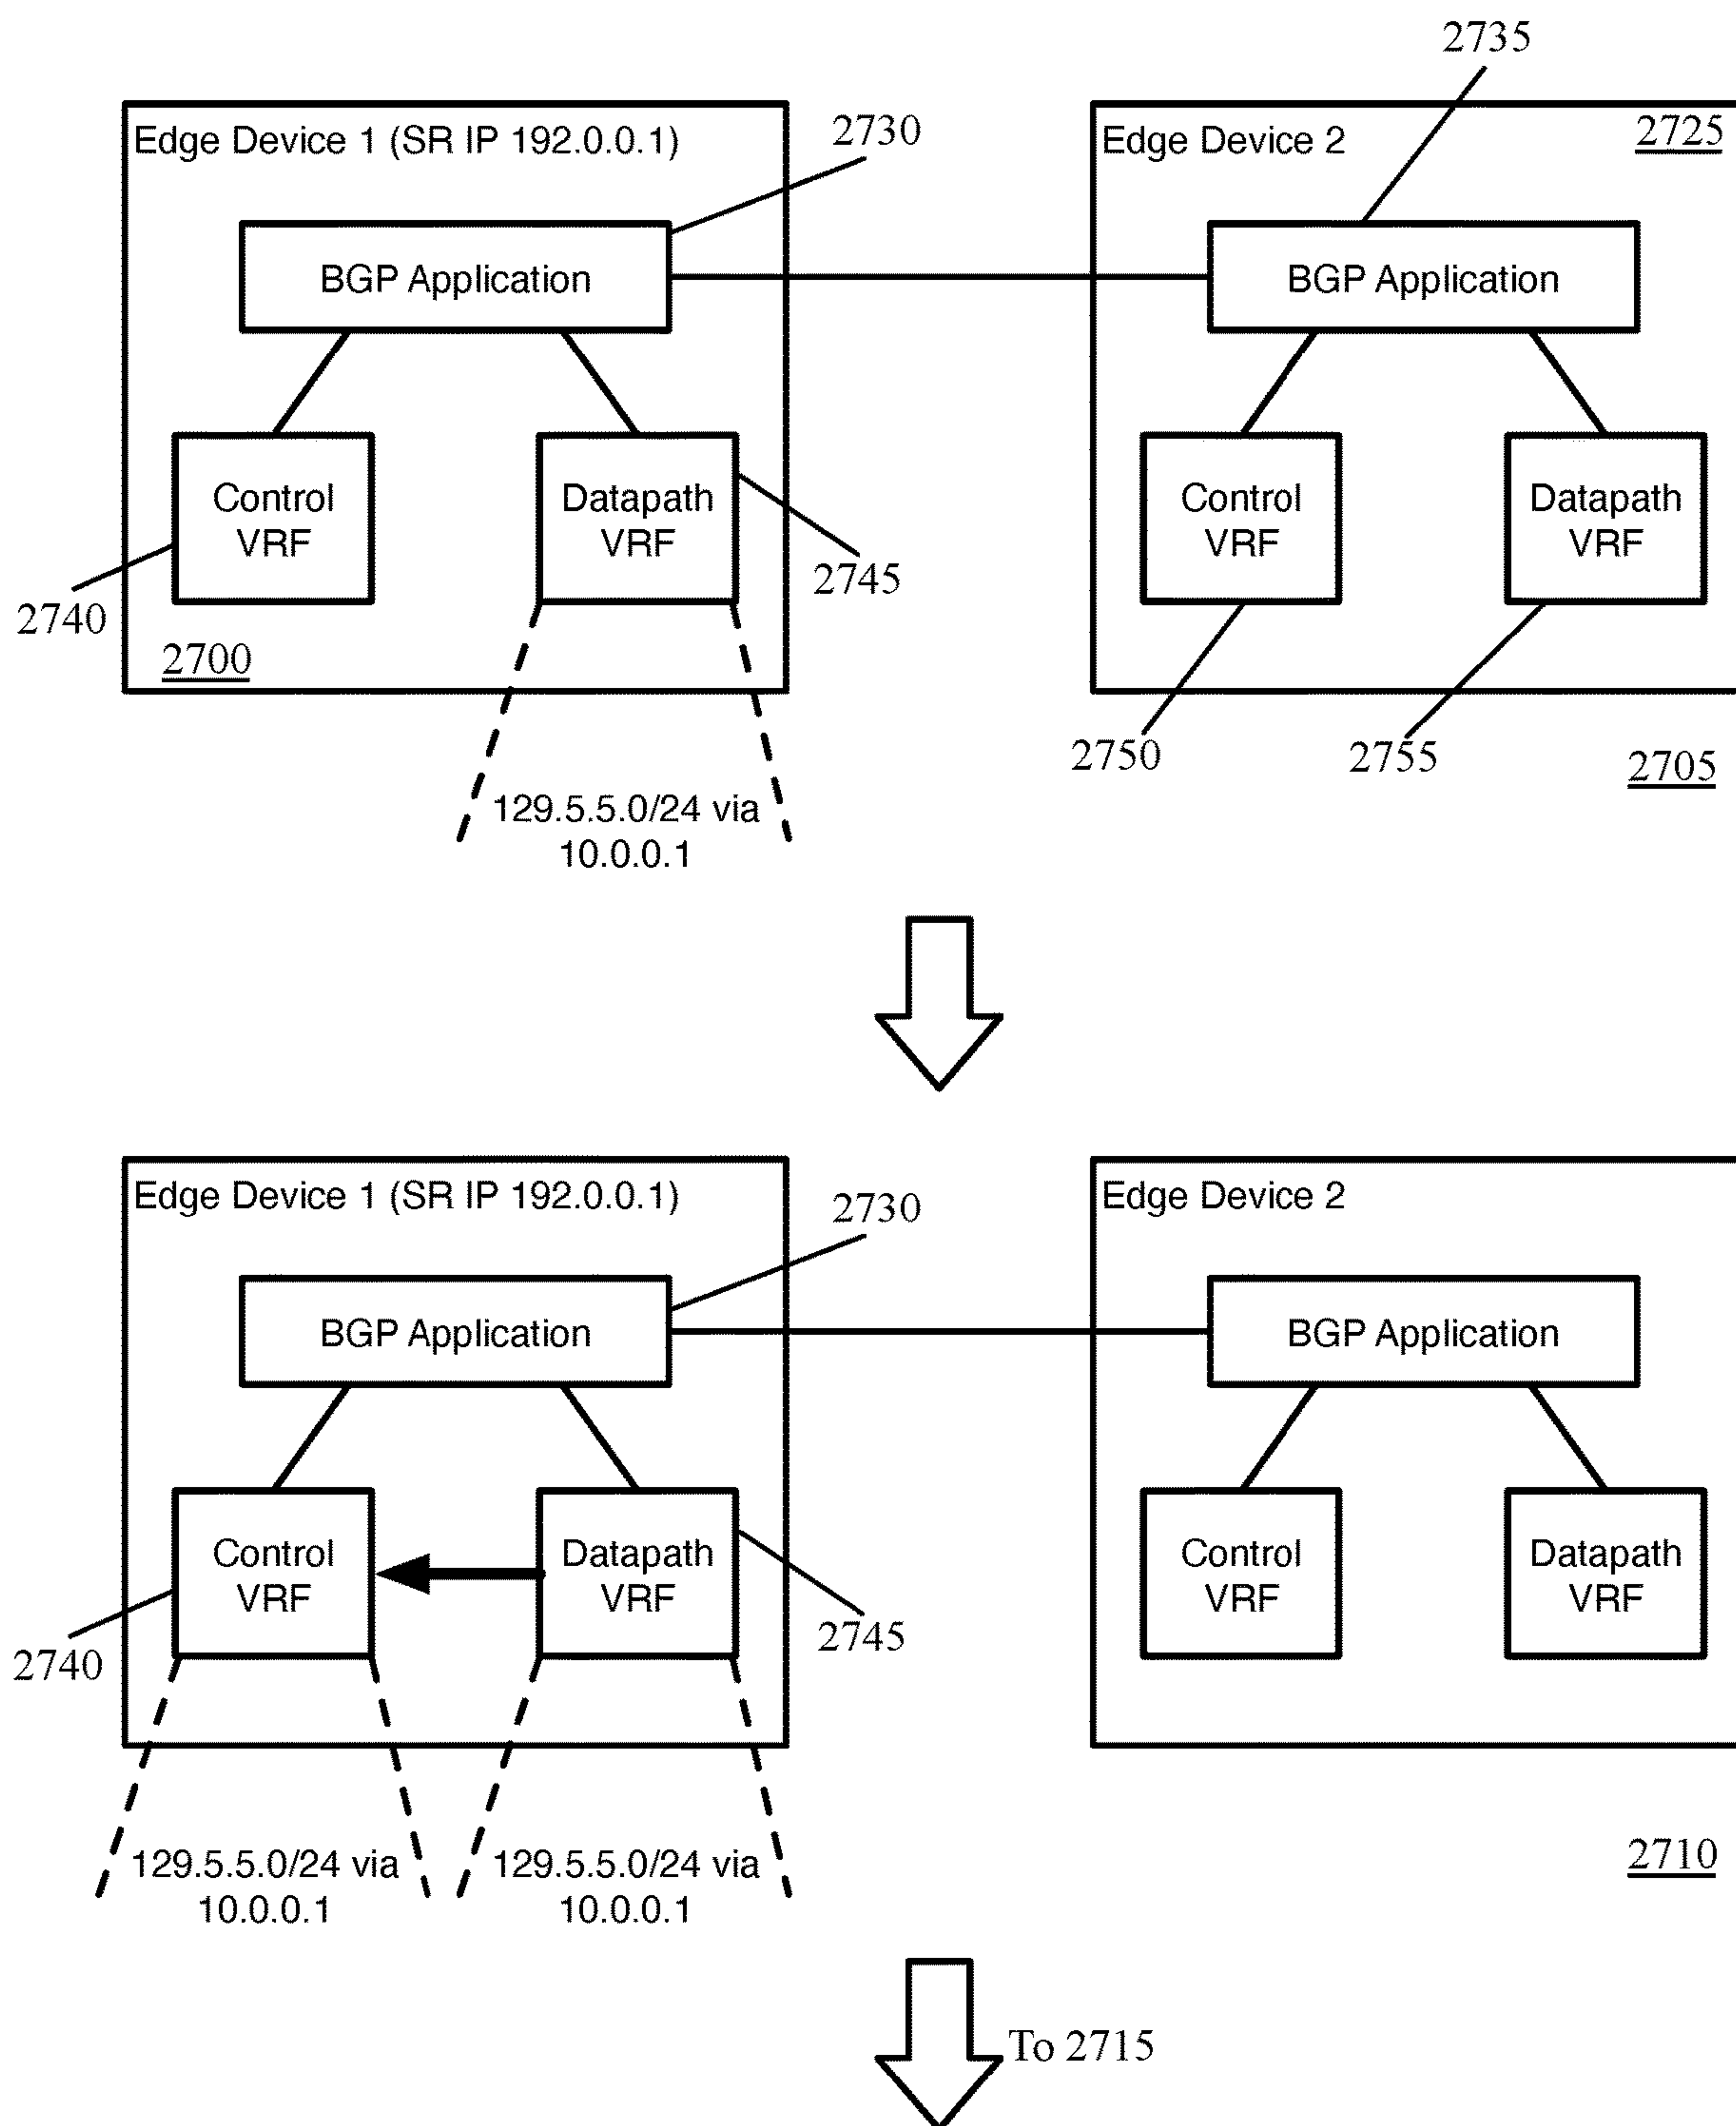 2735
Edge Device 1 (SR IP 192.0.0.1)
2730
Edge Device 2
2725
BGP Application
BGP Application
Control
VRF
Datapath
VRF
Control
VRF
Datapath
VRF
2745
2740
2700
2750
2755
2705
129.5.5.0/24 via
10.0.0.1
Edge Device 1 (SR IP 192.0.0.1)
2730
Edge Device 2
BGP Application
BGP Application
Control
VRF
Datapath
VRF
Control
VRF
Datapath
VRF
2745
2740
129.5.5.0/24 via
10.0.0.1
129.5.5.0/24 via
10.0.0.1
2710
To 2715